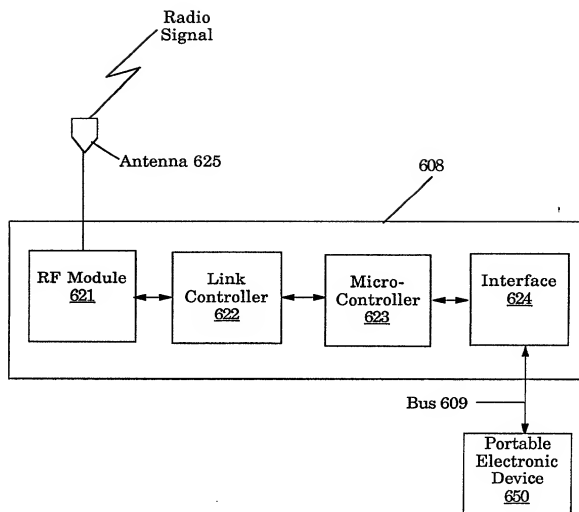 Radio
Signal
Antenna 625
608
RF Module
621
Link
Controller
622
Micro-
Controller
623
Interface
624
Bus 609
Portable
Electronic
Device
650